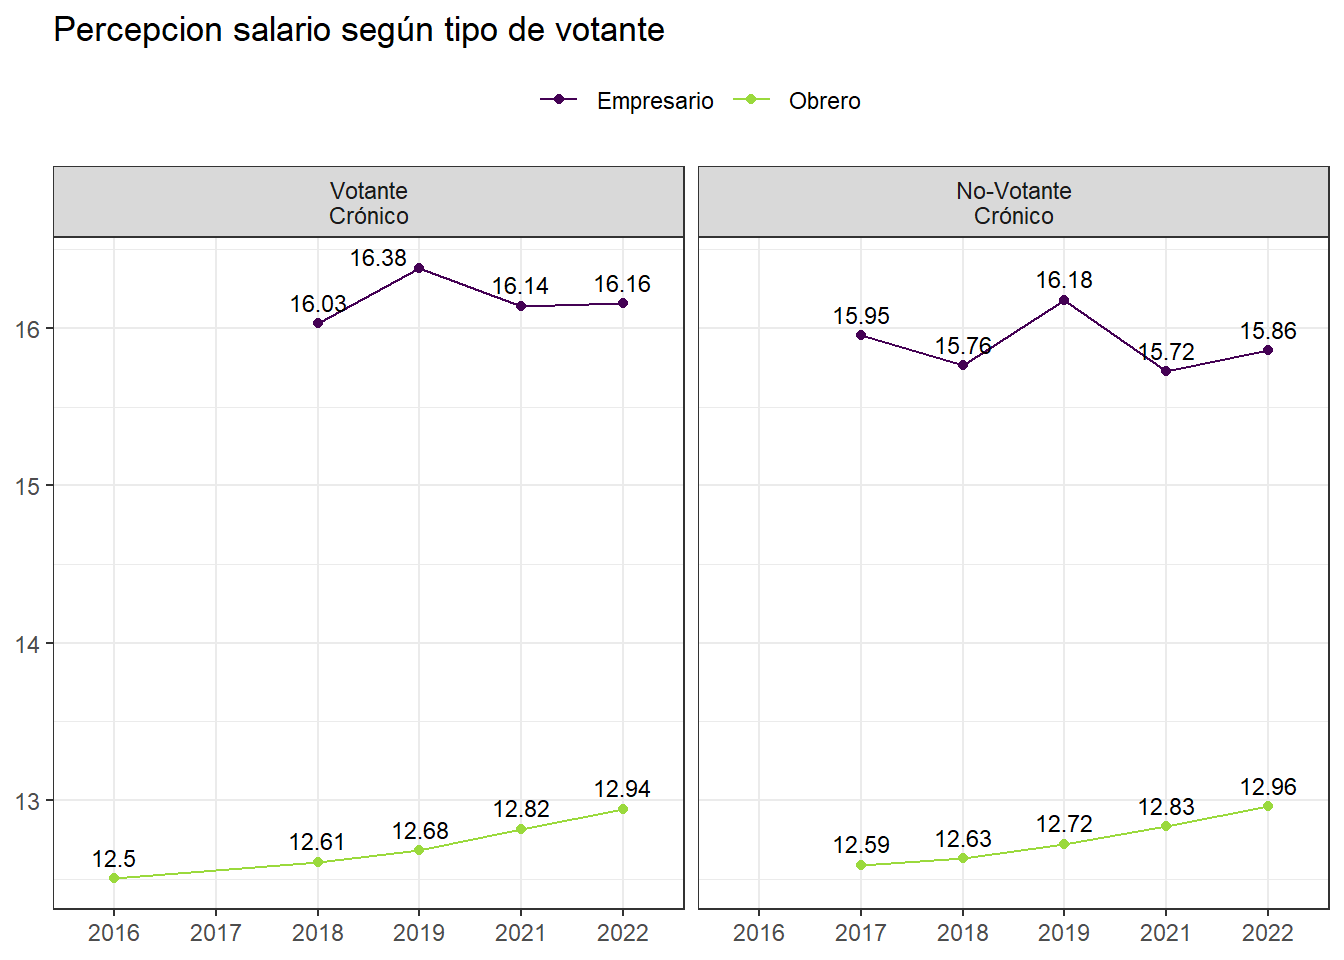 Percepcion salario según tipo de votante
Empresario Obrero
Votante
Crónico
No-Votante
Crónico
16.38
16.03
16.14
16.16
12.5
12.61
12.68
12.82
12.94
16.18
15.95
15.76
15.72
15.86
12.59
12.63
12.72
12.83
12.96
16
15
14
13
2016 2017 2018 2019 2021 2022
2016 2017 2018 2019 2021 2022